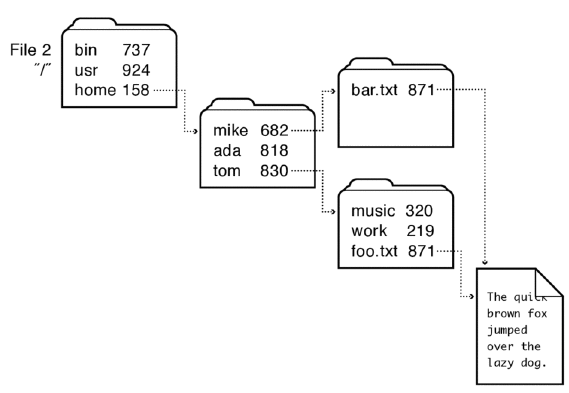 File 2
"/"
bin 737
usr 924
home 158
mike 682
ada 818
tom 830
bar.txt 871
music 320
work 219
foo.txt 871
The quick
brown fox
jumped
over the
lazy dog.